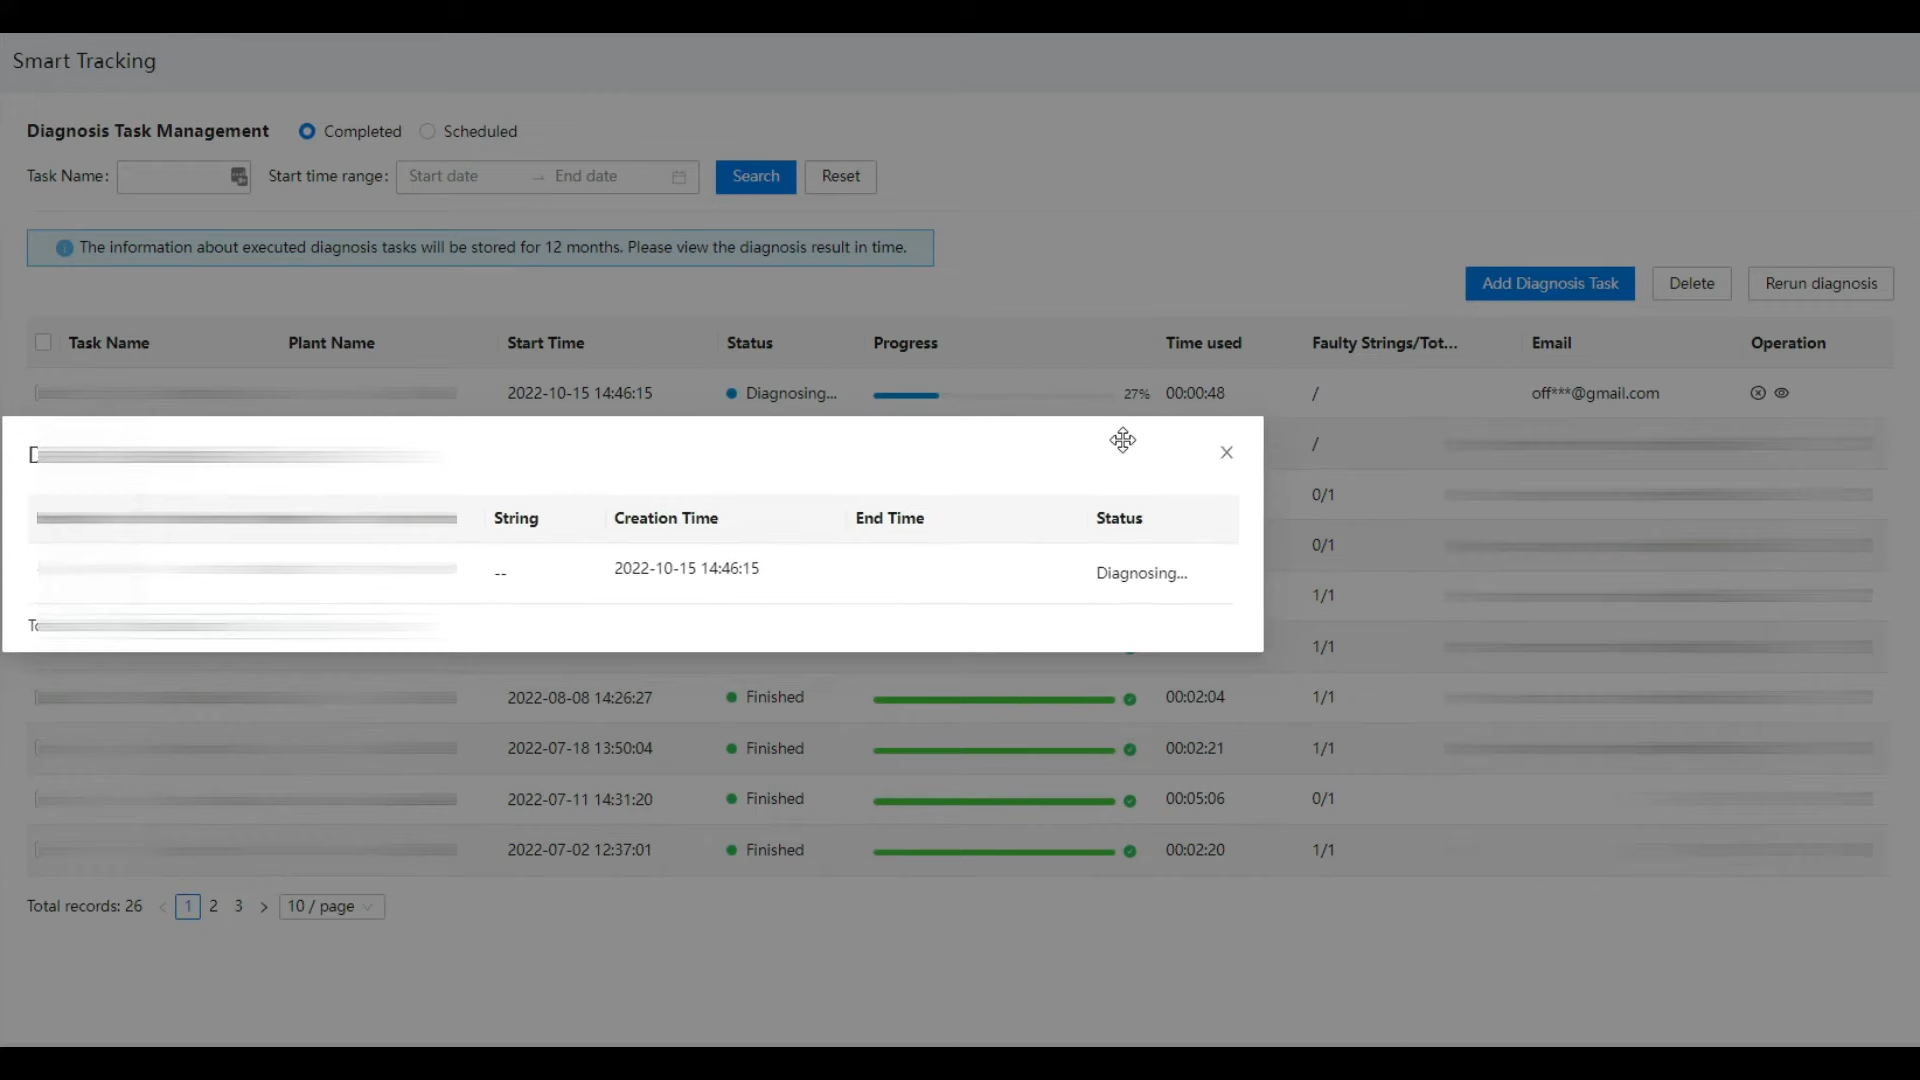 Smart Tracking
Diagnosis Task Management Completed Scheduled
Task Name: Start time range: Start date → End date Search Reset
The information about executed diagnosis tasks will be stored for 12 months. Please view the diagnosis result in time.
Add Diagnosis Task Delete Rerun diagnosis
Task Name Plant Name Start Time Status Progress Time used Faulty Strings/Tot... Email Operation
2022-10-15 14:46:15 Diagnosing... 27% 00:00:48 / off***@gmail.com
/
0/1
String Creation Time End Time Status
0/1
-- 2022-10-15 14:46:15 Diagnosing...
1/1
1/1
2022-08-08 14:26:27 Finished 00:02:04 1/1
2022-07-18 13:50:04 Finished 00:02:21 1/1
2022-07-11 14:31:20 Finished 00:05:06 0/1
2022-07-02 12:37:01 Finished 00:02:20 1/1
Total records: 26 < 1 2 3 > 10 / page